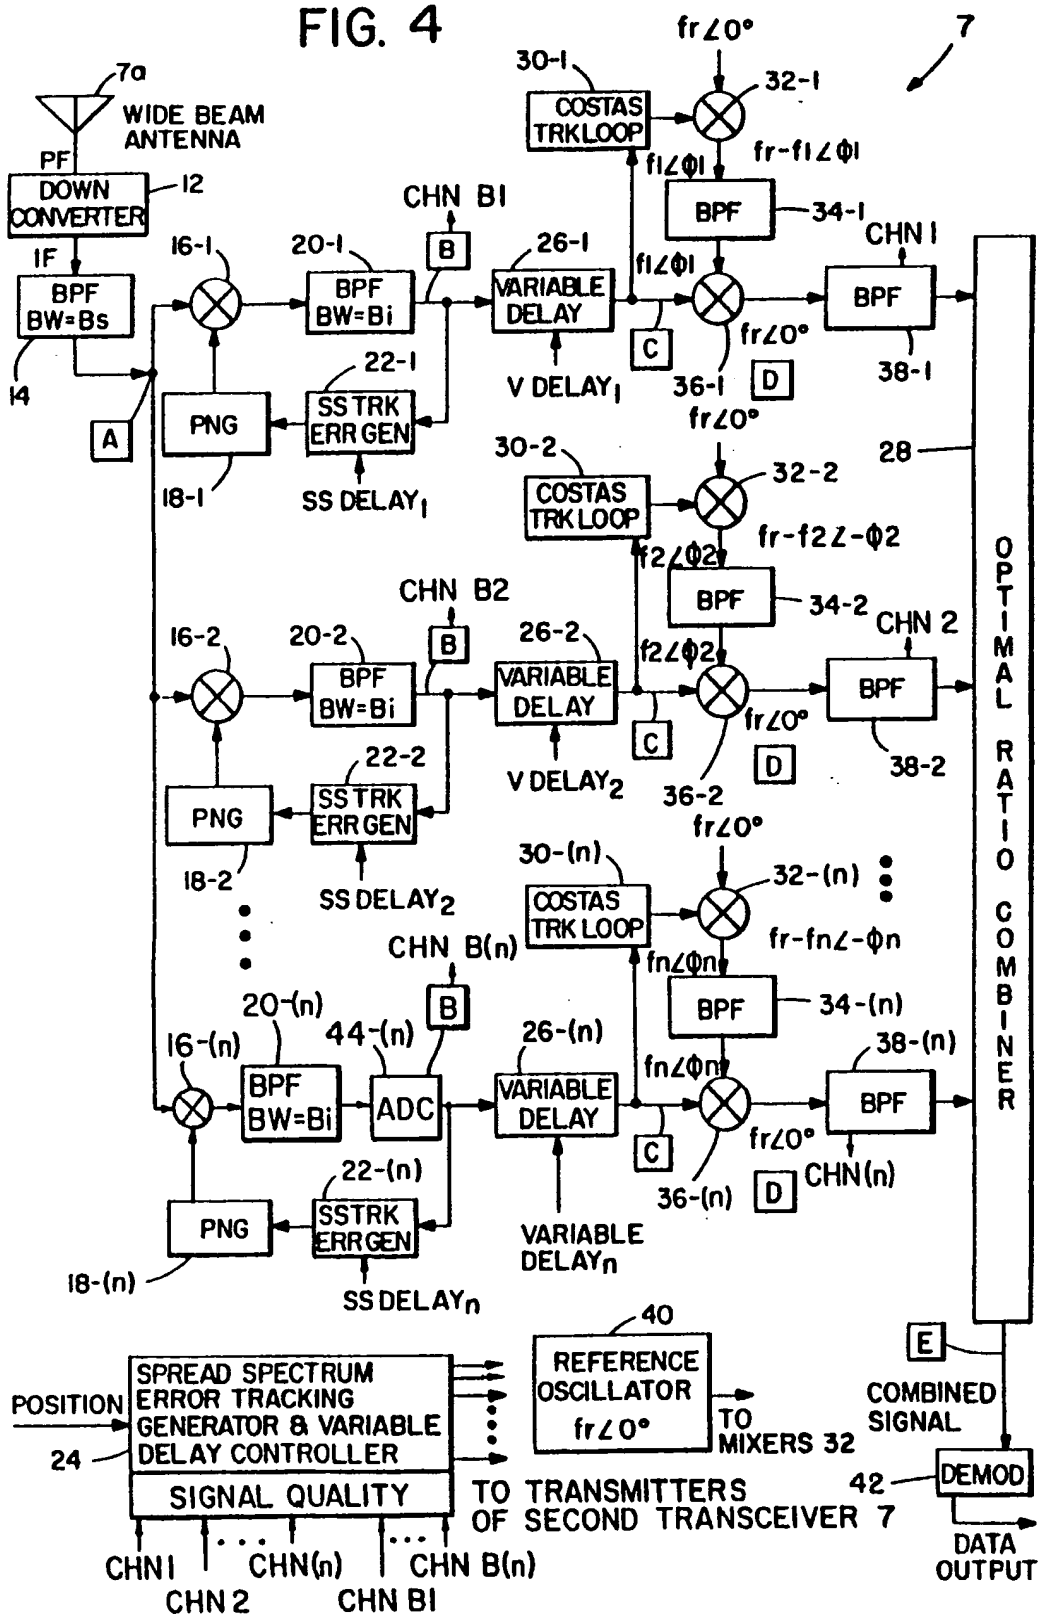 FIG. 4
7
7a
WIDE BEAM
ANTENNA
PF
DOWN
CONVERTER
12
IF
BPF
BW=Bs
14
A
16-1
20-1
BPF
BW=Bi
CHN B1
B
22-1
SS TRK
ERR GEN
PNG
18-1
SS DELAY1
26-1
VARIABLE
DELAY
V DELAY1
30-1
COSTAS
TRK LOOP
fr∠0°
32-1
fr-f1∠ϕ1
f1∠ϕ1
BPF
34-1
f1∠ϕ1
C
36-1
fr∠0°
D
CHN 1
BPF
38-1
28
OPTIMAL RATIO COMBINER
16-2
20-2
BPF
BW=Bi
CHN B2
B
22-2
SS TRK
ERR GEN
PNG
18-2
SS DELAY2
26-2
VARIABLE
DELAY
V DELAY2
30-2
COSTAS
TRK LOOP
fr∠0°
32-2
fr-f2∠-ϕ2
f2∠ϕ2
BPF
34-2
f2∠ϕ2
C
36-2
fr∠0°
D
CHN 2
BPF
38-2
16-(n)
20-(n)
BPF
BW=Bi
44-(n)
ADC
CHN B(n)
B
22-(n)
SS TRK
ERR GEN
PNG
18-(n)
SS DELAYn
26-(n)
VARIABLE
DELAY
VARIABLE
DELAYn
30-(n)
COSTAS
TRK LOOP
fr∠0°
32-(n)
fr-fn∠-ϕn
fn∠ϕn
BPF
34-(n)
fn∠ϕn
C
36-(n)
fr∠0°
D
38-(n)
BPF
CHN(n)
POSITION
24
SPREAD SPECTRUM
ERROR TRACKING
GENERATOR & VARIABLE
DELAY CONTROLLER
SIGNAL QUALITY
CHN1
CHN 2
CHN(n)
CHN B1
CHN B(n)
TO TRANSMITTERS
OF SECOND TRANSCEIVER 7
40
REFERENCE
OSCILLATOR
fr∠0°
TO
MIXERS 32
E
COMBINED
SIGNAL
42
DEMOD
DATA
OUTPUT